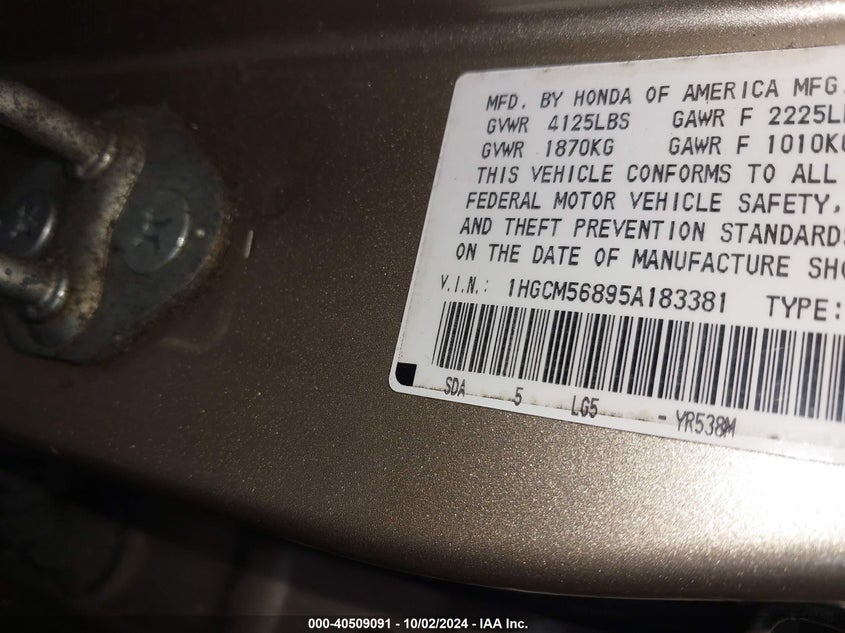 MFD. BY HONDA OF AMERICA MFG.
GVWR 4125LBS GAWR F 2225L
GVWR 1870KG GAWR F 1010KG
THIS VEHICLE CONFORMS TO ALL
FEDERAL MOTOR VEHICLE SAFETY,
AND THEFT PREVENTION STANDARDS
ON THE DATE OF MANUFACTURE SHO
V.I.N.: 1HGCM56895A183381 TYPE:
SDA 5 LG5 - YR538M
000-40509091 - 10/02/2024 - IAA Inc.